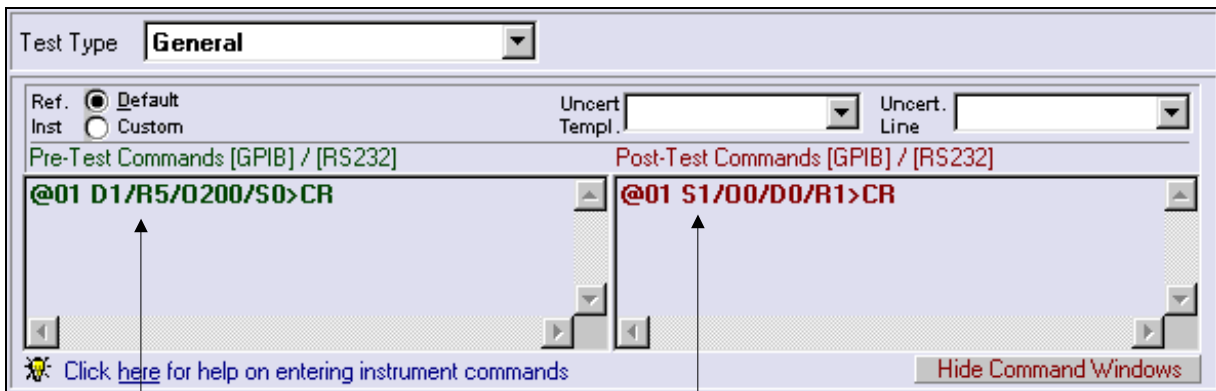 Test Type General
Ref. Inst Default Custom Uncert Templ. Uncert. Line
Pre-Test Commands [GPIB] / [RS232] Post-Test Commands [GPIB] / [RS232]
@01 D1/R5/O200/S0>CR @01 S1/O0/D0/R1>CR
Click here for help on entering instrument commands Hide Command Windows